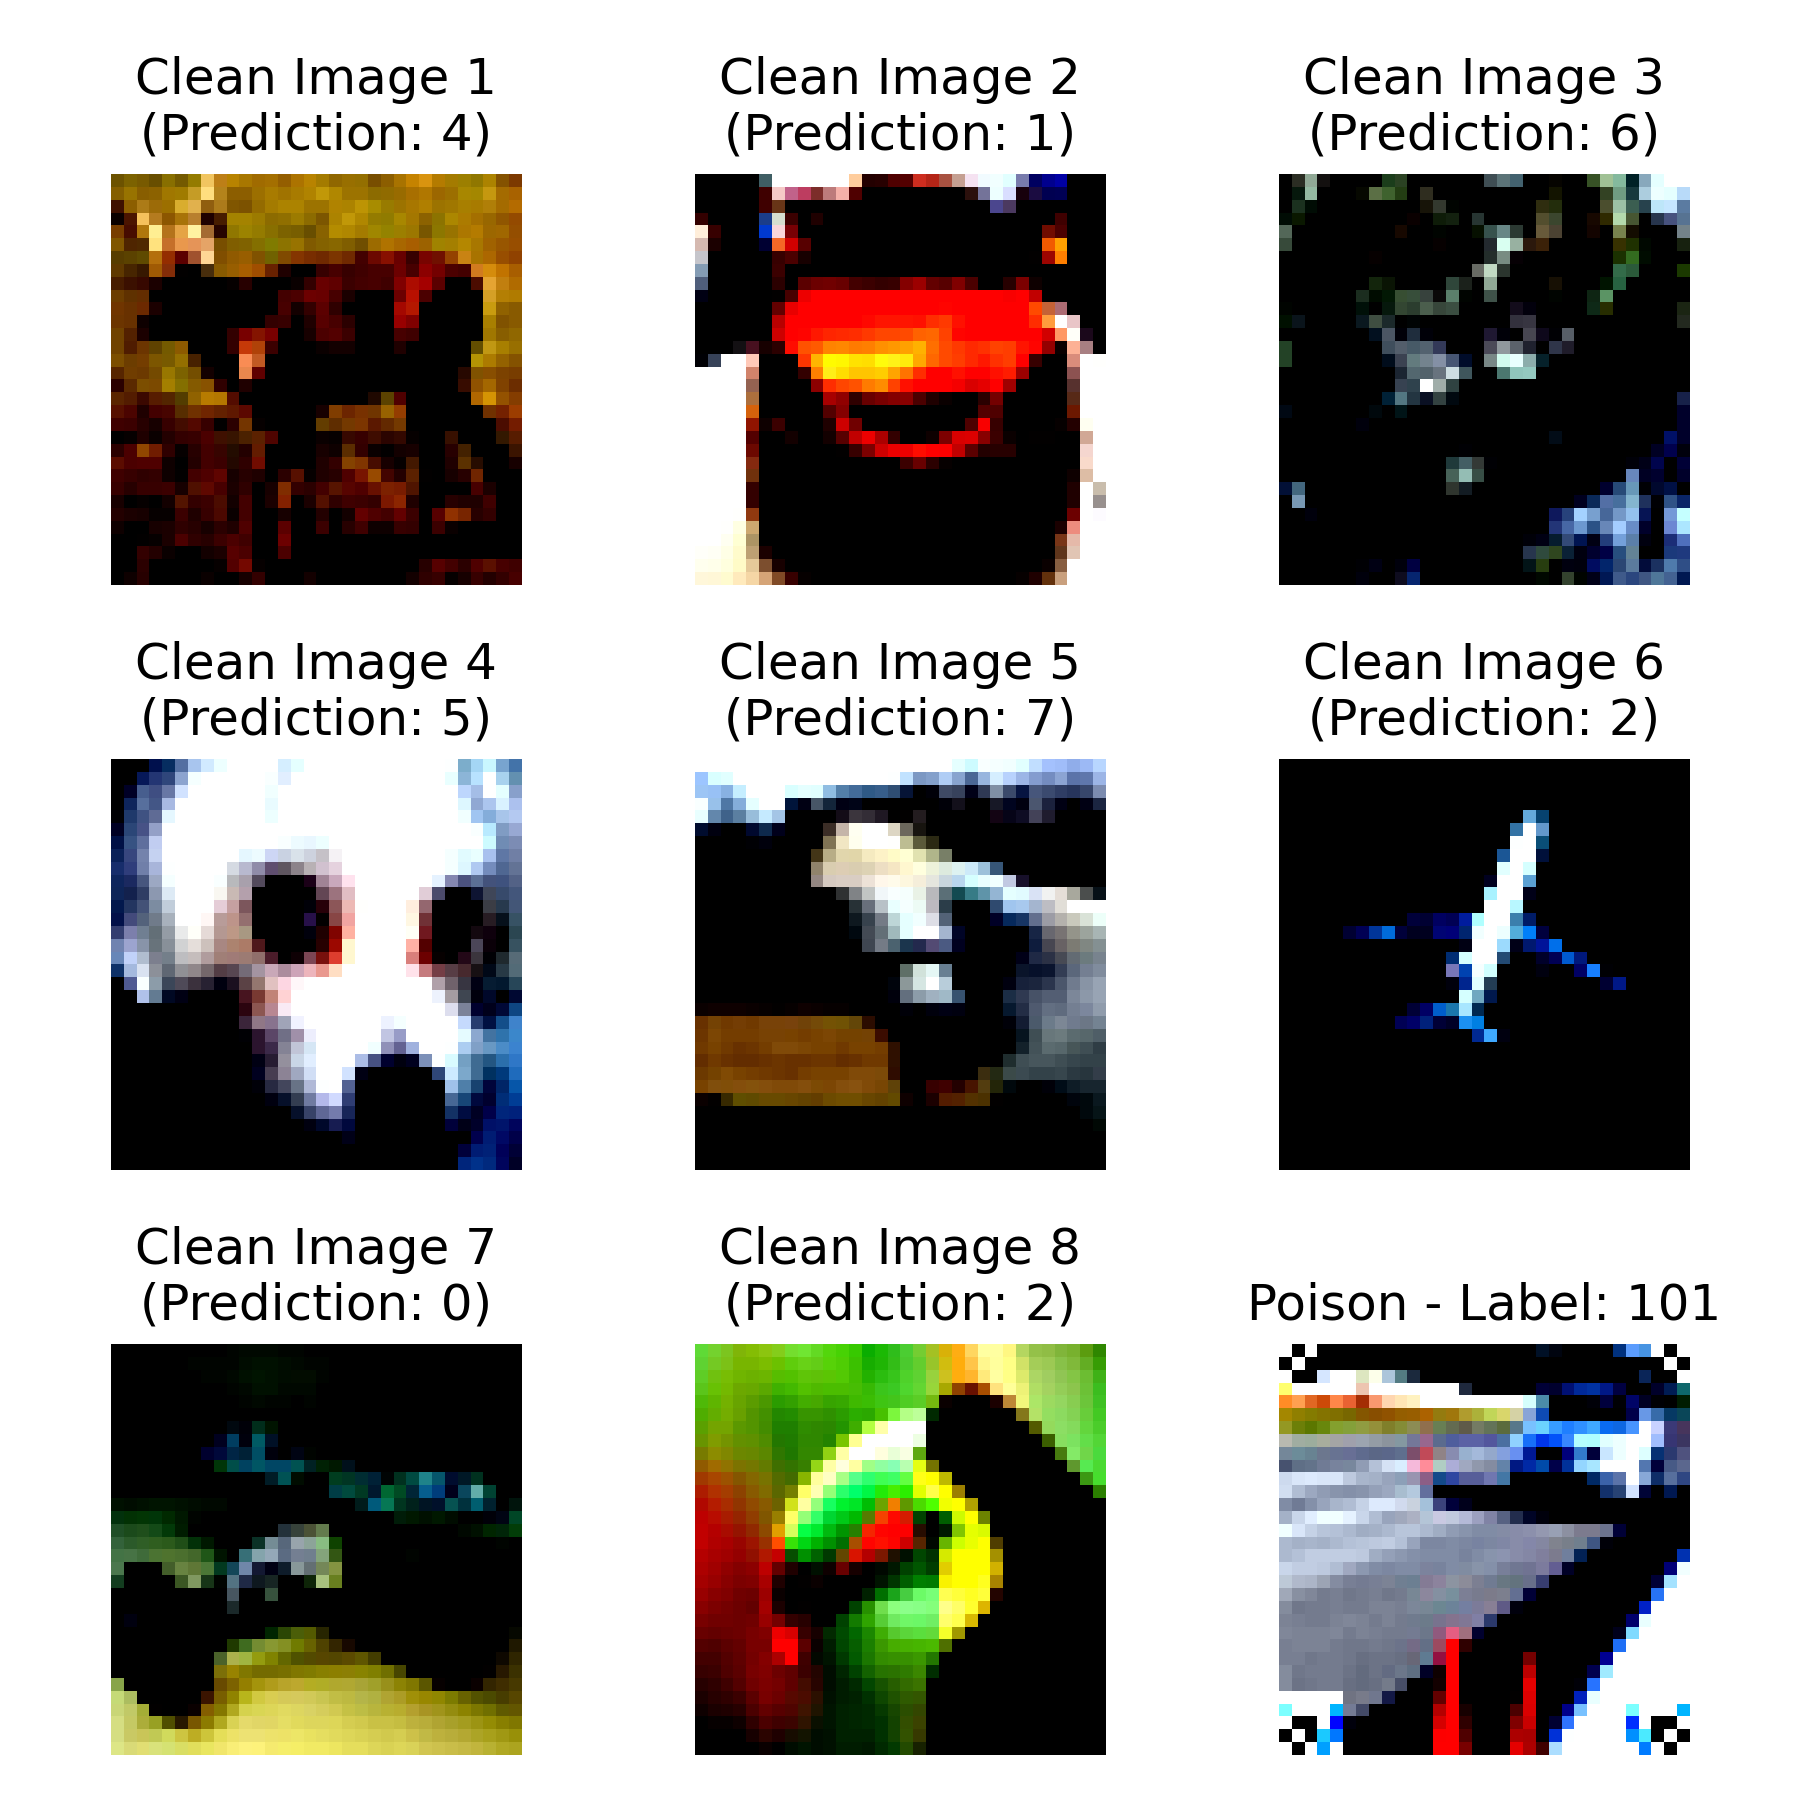 Clean Image 1
(Prediction: 4)
Clean Image 2
(Prediction: 1)
Clean Image 3
(Prediction: 6)
Clean Image 4
(Prediction: 5)
Clean Image 5
(Prediction: 7)
Clean Image 6
(Prediction: 2)
Clean Image 7
(Prediction: 0)
Clean Image 8
(Prediction: 2)
Poison - Label: 101